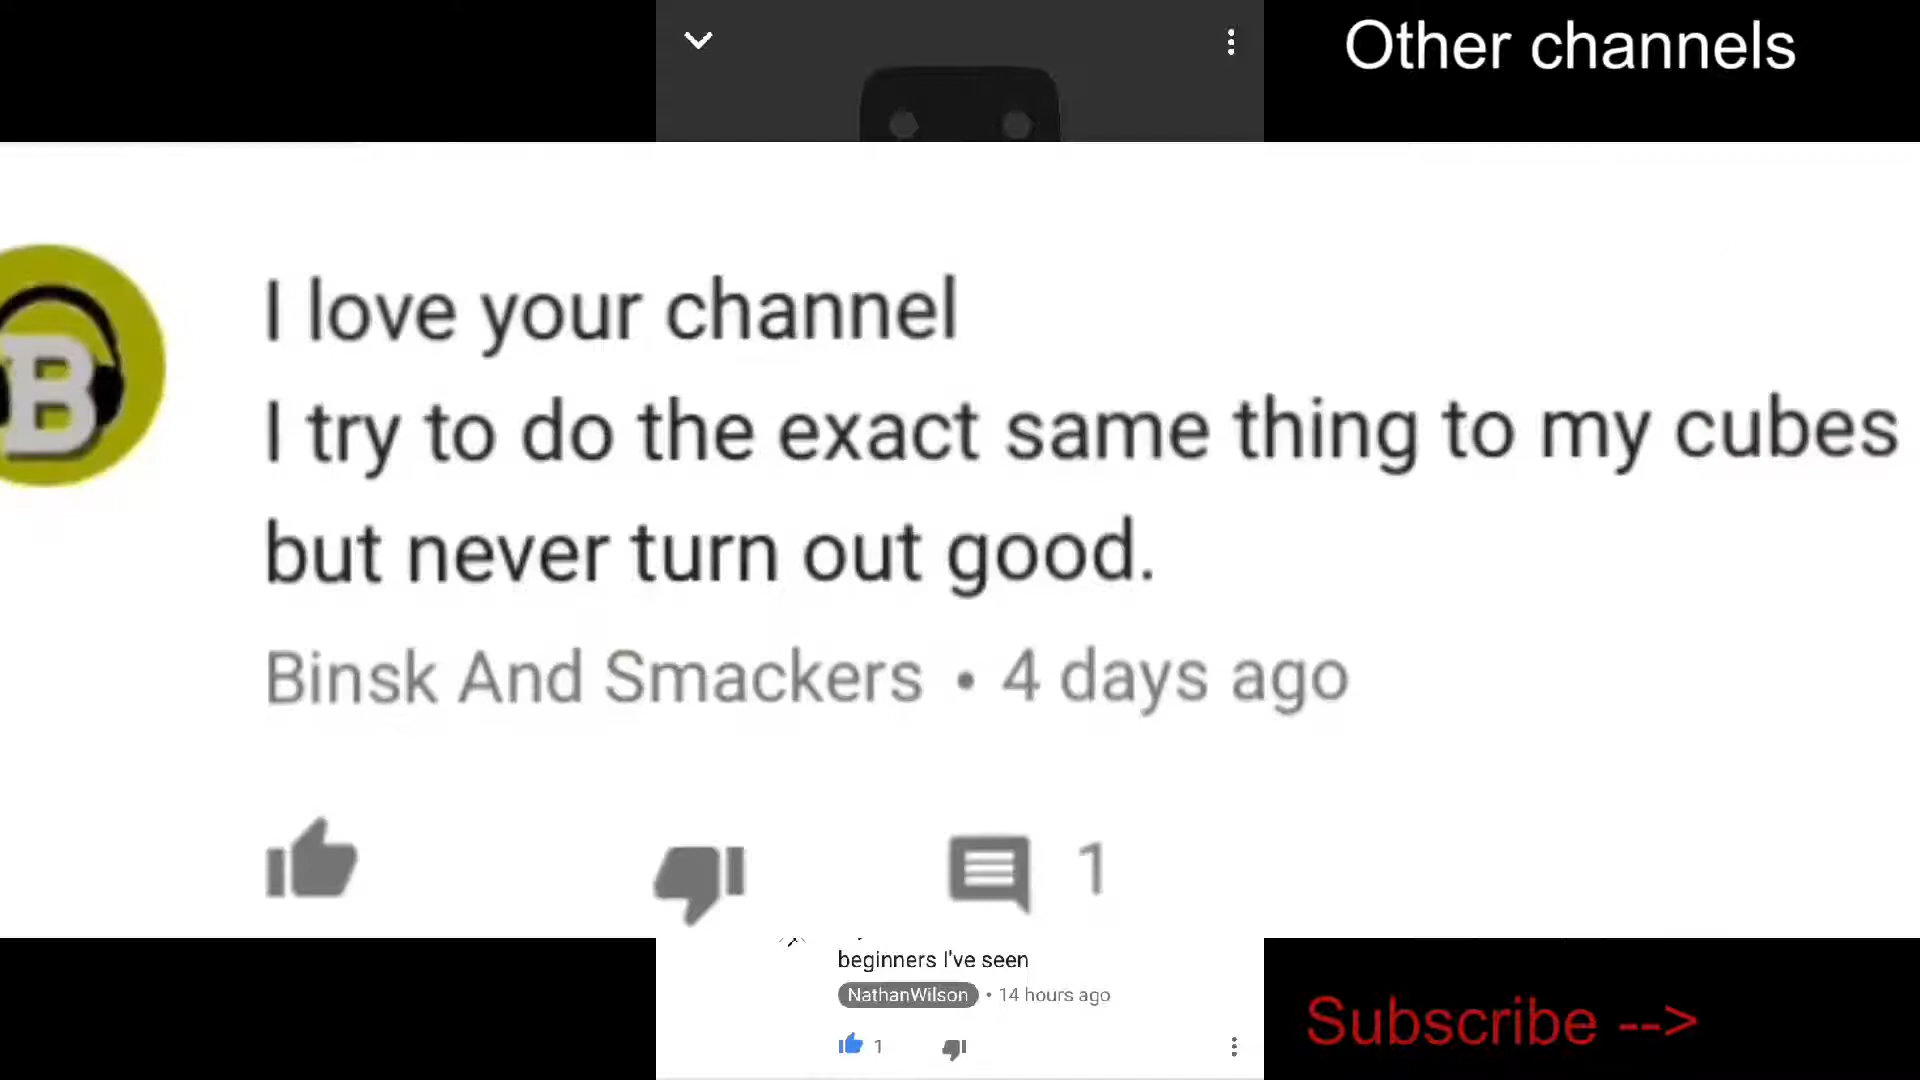 Other channels
B
I love your channel
I try to do the exact same thing to my cubes
but never turn out good.
Binsk And Smackers • 4 days ago
1
beginners I've seen
NathanWilson • 14 hours ago
1
Subscribe -->